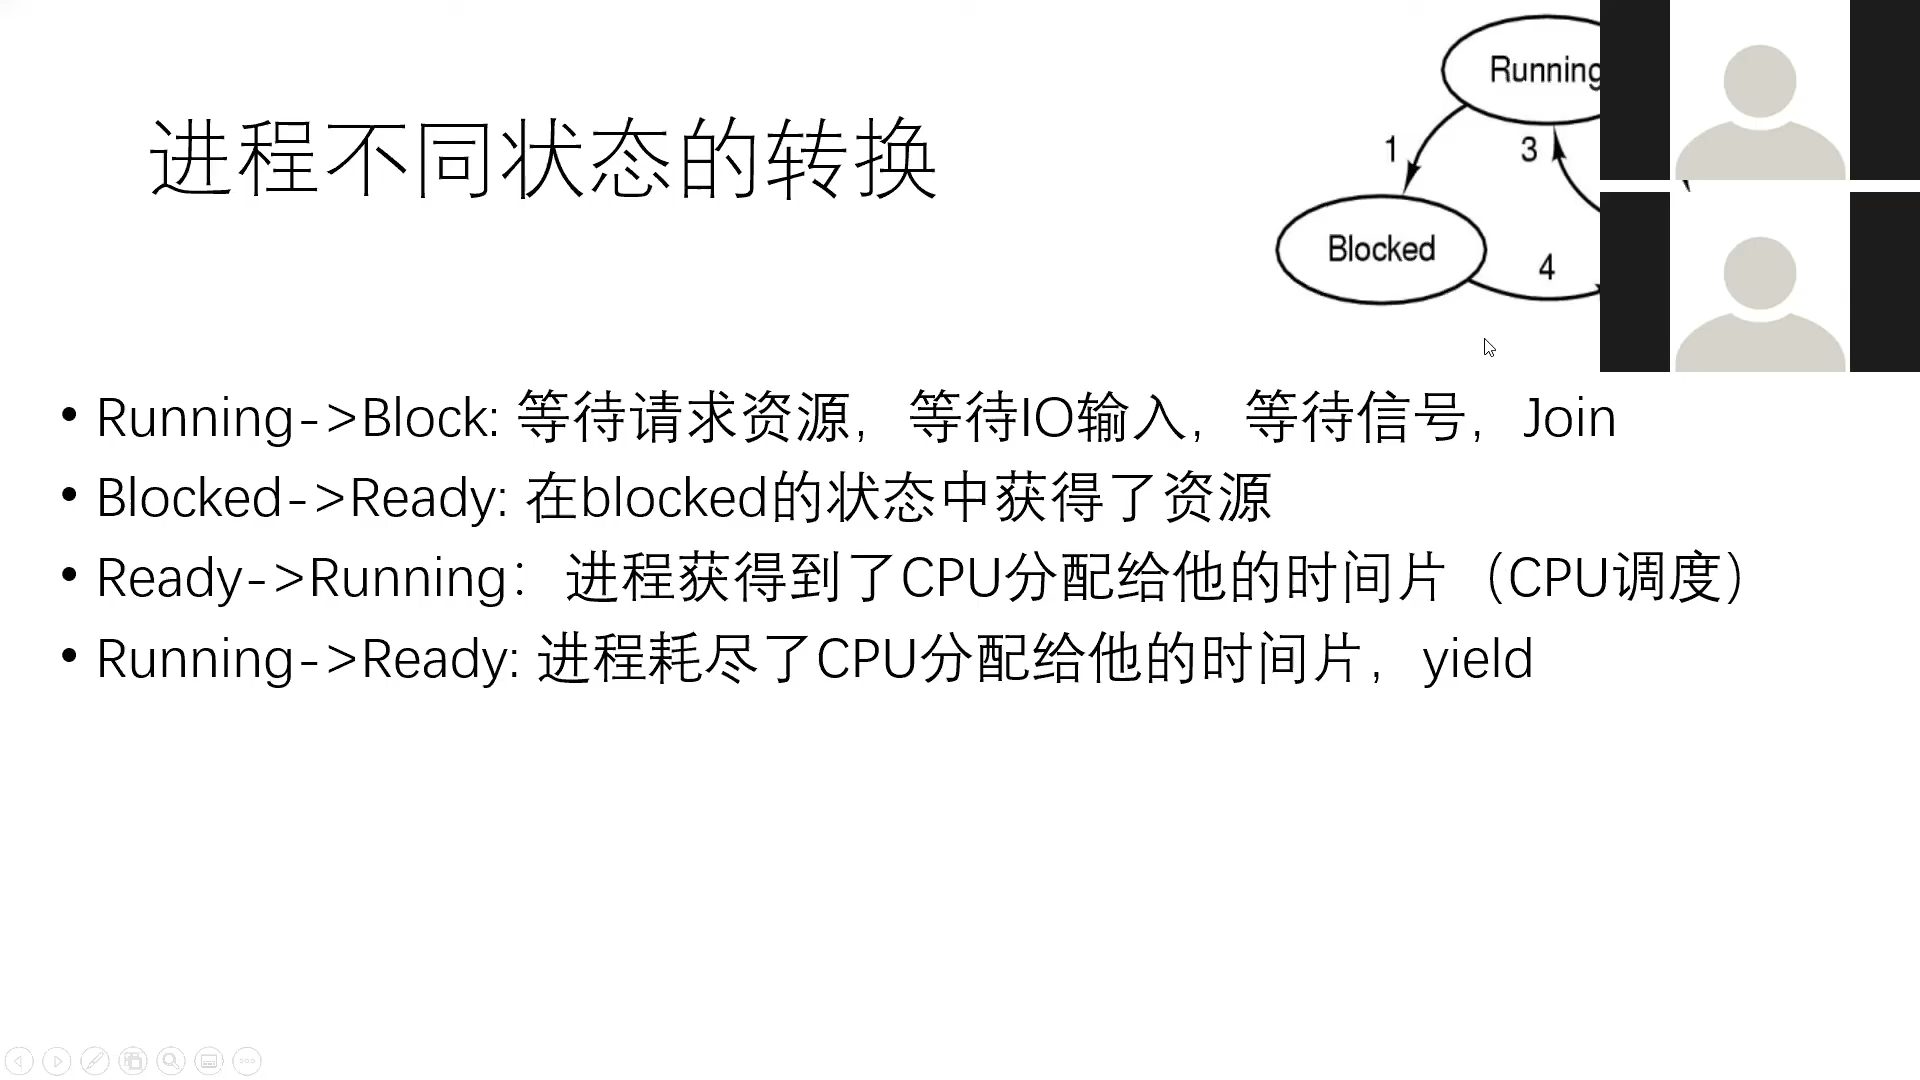 Running
进程不同状态的转换
1
3
Blocked
4
• Running->Block: 等待请求资源，等待IO输入，等待信号，Join
• Blocked->Ready: 在blocked的状态中获得了资源
• Ready->Running：进程获得到了CPU分配给他的时间片（CPU调度）
• Running->Ready: 进程耗尽了CPU分配给他的时间片，yield